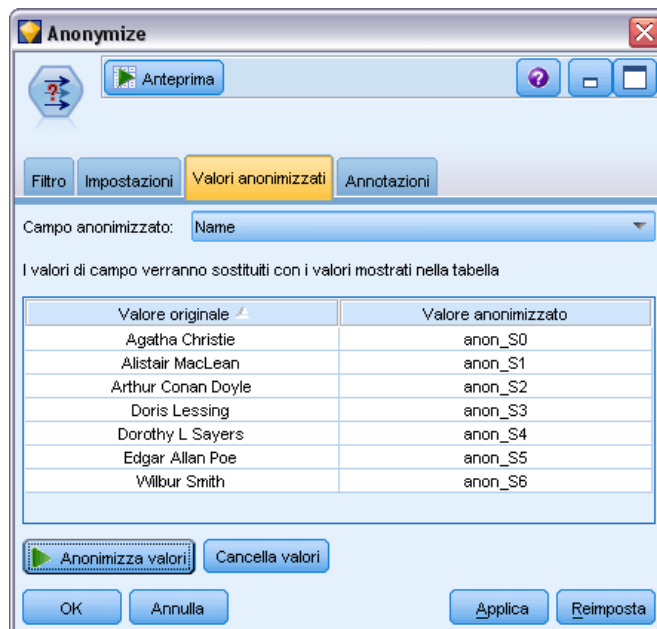 Anonymize
Anteprima
Filtro Impostazioni Valori anonimizzati Annotazioni
Campo anonimizzato: Name
I valori di campo verranno sostituiti con i valori mostrati nella tabella
Valore originale Valore anonimizzato
Agatha Christie anon_S0
Alistair MacLean anon_S1
Arthur Conan Doyle anon_S2
Doris Lessing anon_S3
Dorothy L Sayers anon_S4
Edgar Allan Poe anon_S5
Wilbur Smith anon_S6
Anonimizza valori Cancella valori
OK Annulla Applica Reimposta